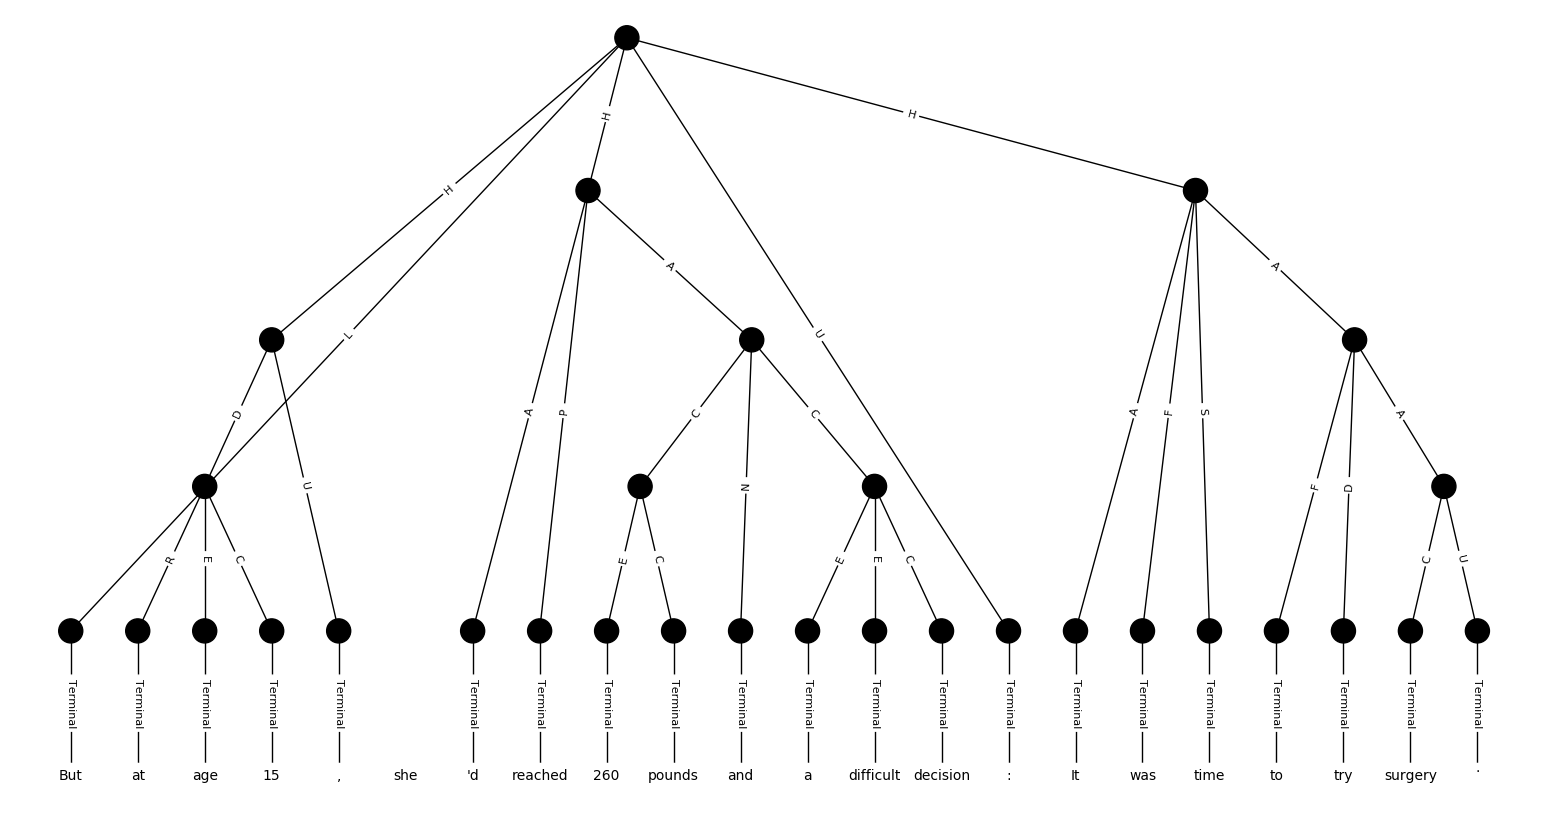 H
H
H
L
A
A
U
D
A
P
C
C
A
F
S
A
U
N
F
D
R
E
C
E
C
E
E
C
C
U
Terminal Terminal Terminal Terminal Terminal Terminal Terminal Terminal Terminal Terminal Terminal Terminal Terminal Terminal Terminal Terminal Terminal Terminal Terminal Terminal Terminal
But at age 15 , she 'd reached 260 pounds and a difficult decision : It was time to try surgery .